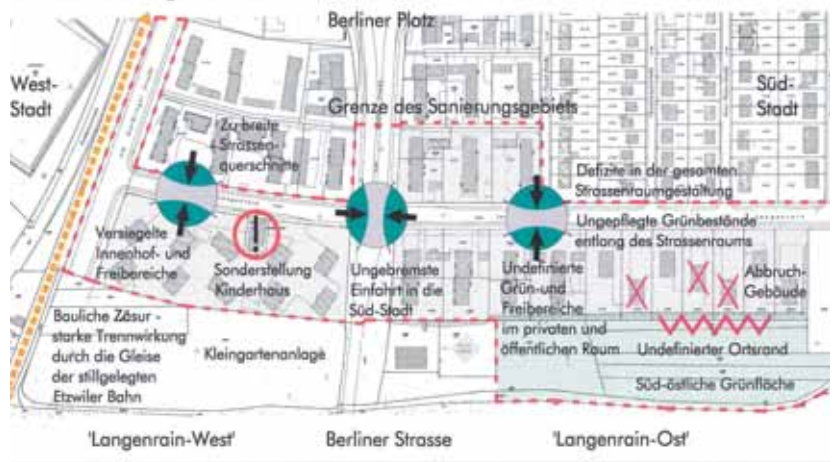 Berliner Platz
West-
Stadt
Süd-
Stadt
Grenze des Sanierungsgebiets
Zu breite
Strassen-
querschnitte
Defizite in der gesamten
Strassenraumgestaltung
Versiegelte
Innenhof- und
Freibereiche
!
Sonderstellung
Kinderhaus
Ungebremste
Einfahrt in die
Süd-Stadt
Undefinierte
Grün- und
Freibereiche
im privaten und
öffentlichen Raum
Ungepflegte Grünbestände
entlang des Strassenraums
Abbruch-
Gebäude
Bauliche Zäsur -
starke Trennwirkung
durch die Gleise
der stillgelegten
Etzwiler Bahn
Kleingartenanlage
Undefinierter Ortsrand
Süd-östliche Grünfläche
'Langenrain-West'
Berliner Strasse
'Langenrain-Ost'